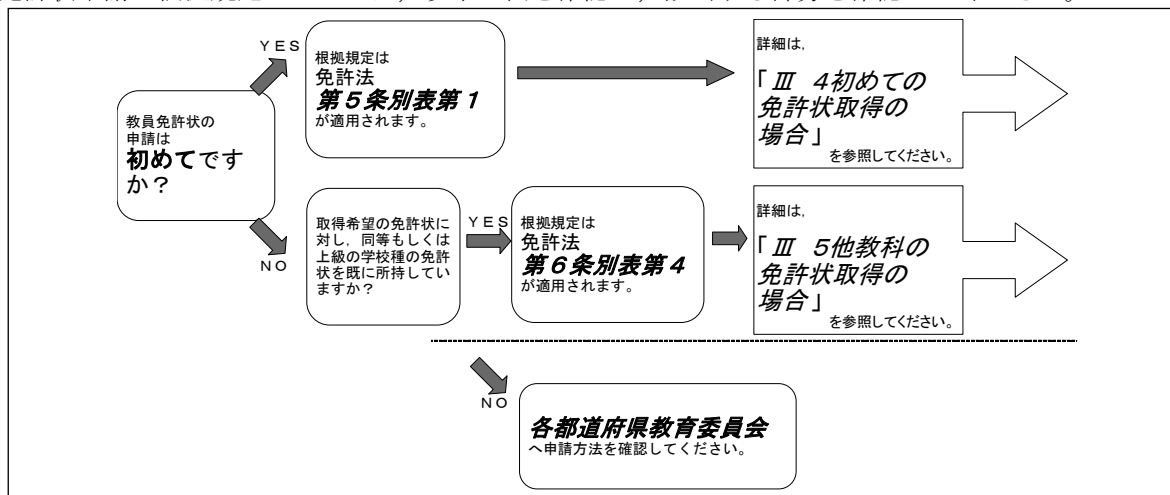 ＹＥＳ
根拠規定は
免許法
第５条別表第１
が適用されます。
詳細は，
「Ⅲ ４初めての
免許状取得の
場合」
を参照してください。
教員免許状の
申請は
初めてです
か？
ＮＯ
取得希望の免許状に
対し，同等もしくは
上級の学校種の免許
状を既に所持してい
ますか？
ＹＥＳ
根拠規定は
免許法
第６条別表第４
が適用されます。
詳細は，
「Ⅲ ５他教科の
免許状取得の
場合」
を参照してください。
ＮＯ
各都道府県教育委員会
へ申請方法を確認してください。